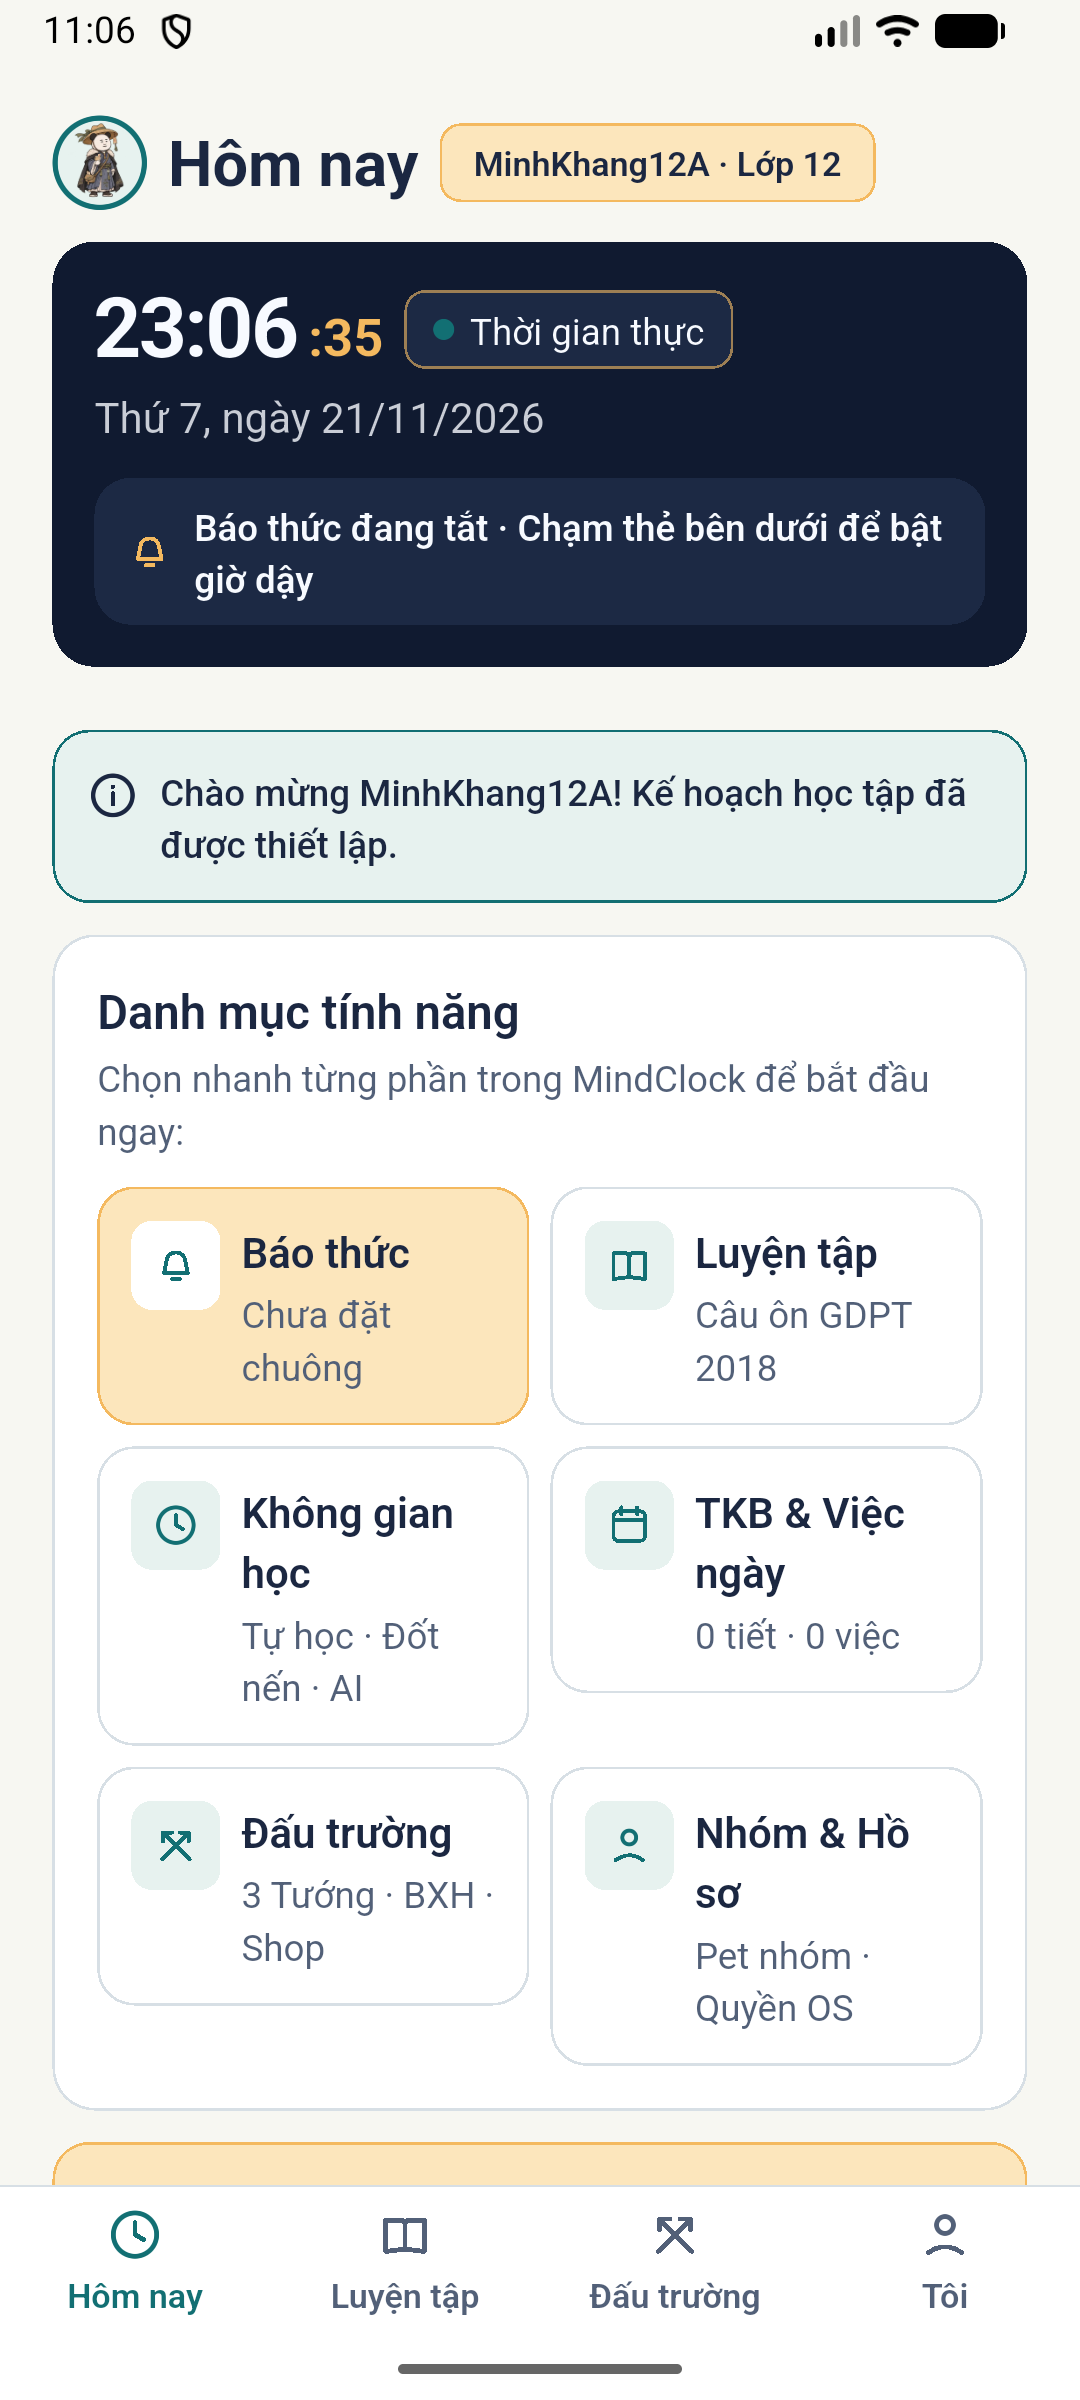 11:06
Hôm nay
MinhKhang12A · Lớp 12
23:06 :35
Thời gian thực
Thứ 7, ngày 21/11/2026
Báo thức đang tắt · Chạm thẻ bên dưới để bật
giờ dậy
Chào mừng MinhKhang12A! Kế hoạch học tập đã
được thiết lập.
Danh mục tính năng
Chọn nhanh từng phần trong MindClock để bắt đầu
ngay:
Báo thức
Chưa đặt
chuông
Luyện tập
Câu ôn GDPT
2018
Không gian
học
Tự học · Đốt
nến · AI
TKB & Việc
ngày
0 tiết · 0 việc
Đấu trường
3 Tướng · BXH ·
Shop
Nhóm & Hồ
sơ
Pet nhóm ·
Quyền OS
Hôm nay
Luyện tập
Đấu trường
Tôi